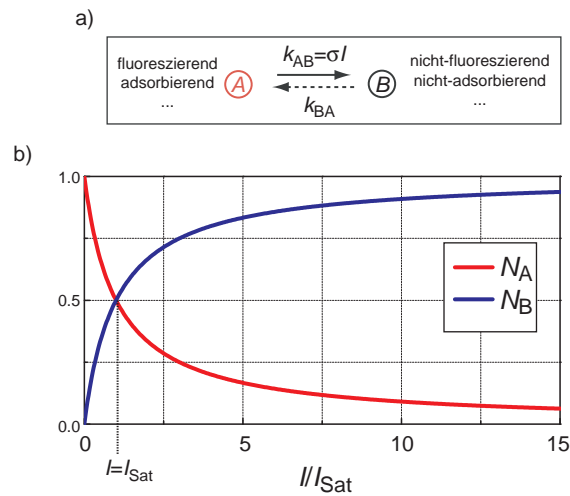 a)
fluoreszierend
adsorbierend
...
A
k_AB=σI
k_BA
B
nicht-fluoreszierend
nicht-adsorbierend
...
b)
1.0
0.5
0.0
N_A
N_B
0
5
10
15
I=I_Sat
I/I_Sat